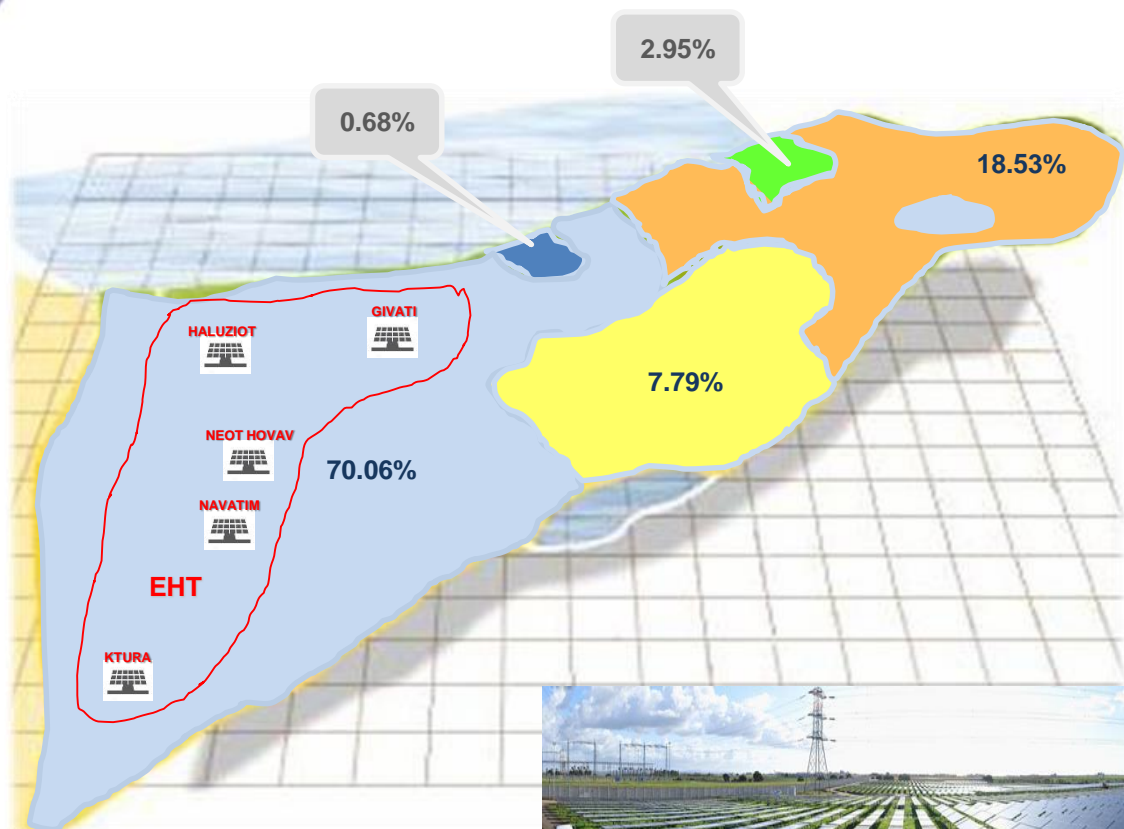 2.95%
0.68%
18.53%
GIVATI
HALUZIOT
7.79%
NEOT HOVAV
70.06%
NAVATIM
EHT
KTURA